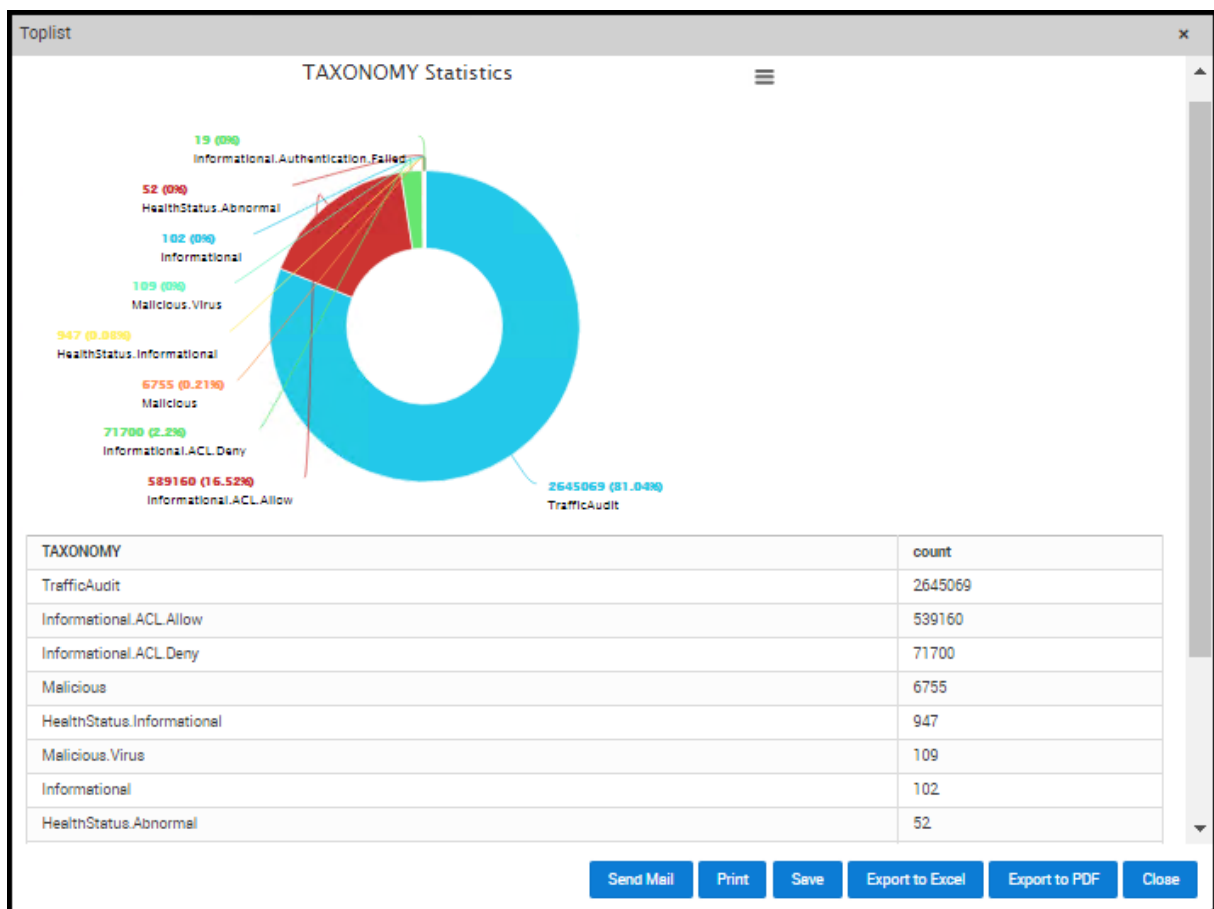 Toplist ×
TAXONOMY Statistics
19 (0%)
Informational.Authentication.Failed
52 (0%)
HealthStatus.Abnormal
102 (0%)
Informational
109 (0%)
Malicious.Virus
947 (0.03%)
HealthStatus.Informational
6755 (0.21%)
Malicious
71700 (2.2%)
Informational.ACL.Deny
539160 (16.52%)
Informational.ACL.Allow
2645069 (81.04%)
TrafficAudit
TAXONOMY count
TrafficAudit 2645069
Informational.ACL.Allow 539160
Informational.ACL.Deny 71700
Malicious 6755
HealthStatus.Informational 947
Malicious.Virus 109
Informational 102
HealthStatus.Abnormal 52
Send Mail Print Save Export to Excel Export to PDF Close